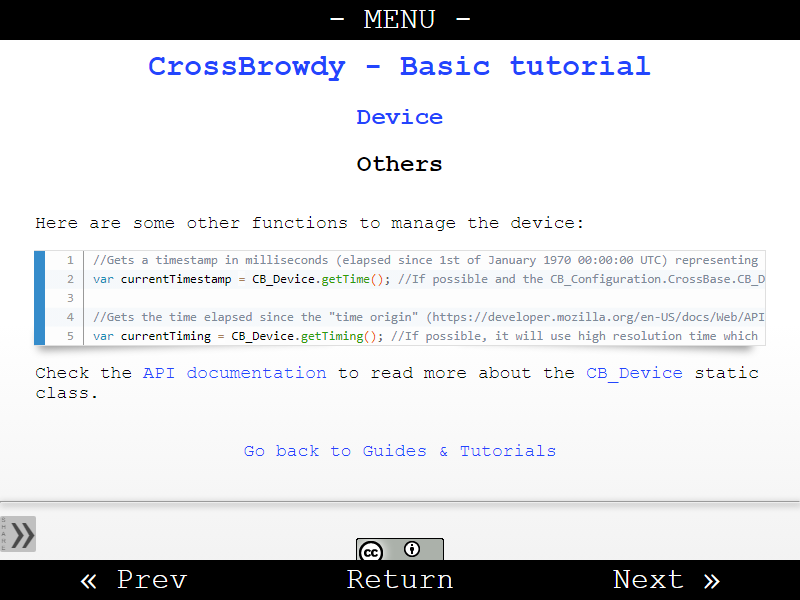 - MENU -
CrossBrowdy - Basic tutorial
Device
Others
Here are some other functions to manage the device:
1 //Gets a timestamp in milliseconds (elapsed since 1st of January 1970 00:00:00 UTC) representing
2 var currentTimestamp = CB_Device.getTime(); //If possible and the CB_Configuration.CrossBase.CB_D
3
4 //Gets the time elapsed since the "time origin" (https://developer.mozilla.org/en-US/docs/Web/API
5 var currentTiming = CB_Device.getTiming(); //If possible, it will use high resolution time which
Check the API documentation to read more about the CB_Device static
class.
Go back to Guides & Tutorials
SHARE »
cc
« Prev Return Next »